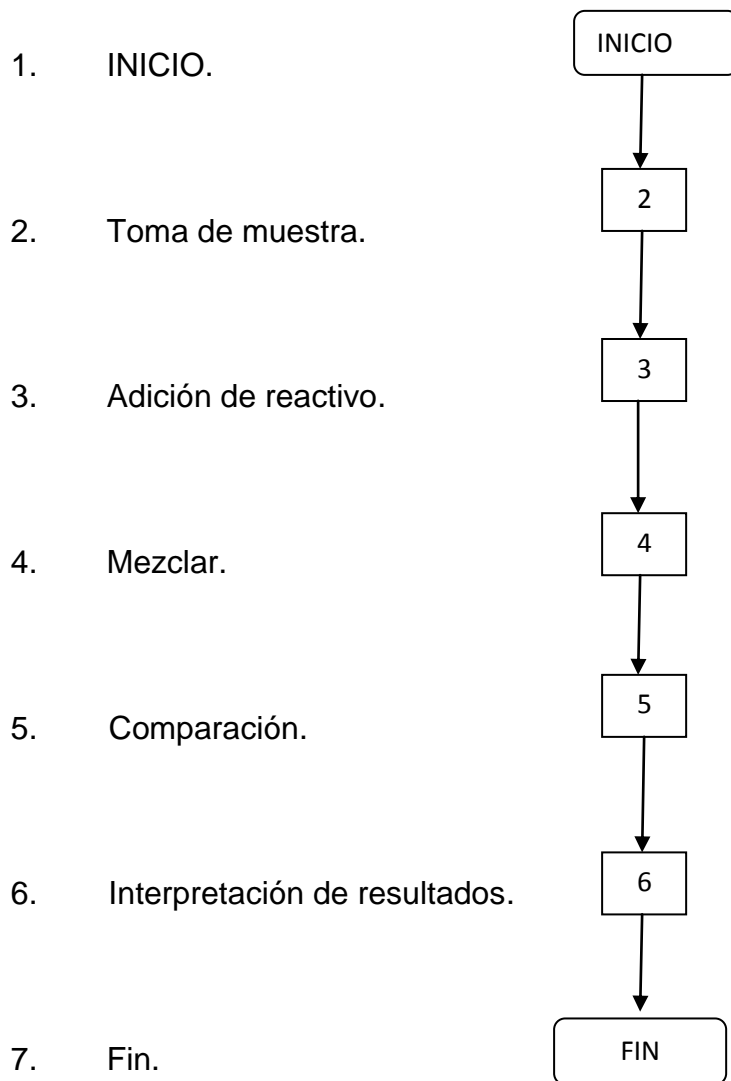 INICIO
1. INICIO.
2
2. Toma de muestra.
3
3. Adición de reactivo.
4
4. Mezclar.
5
5. Comparación.
6
6. Interpretación de resultados.
FIN
7. Fin.